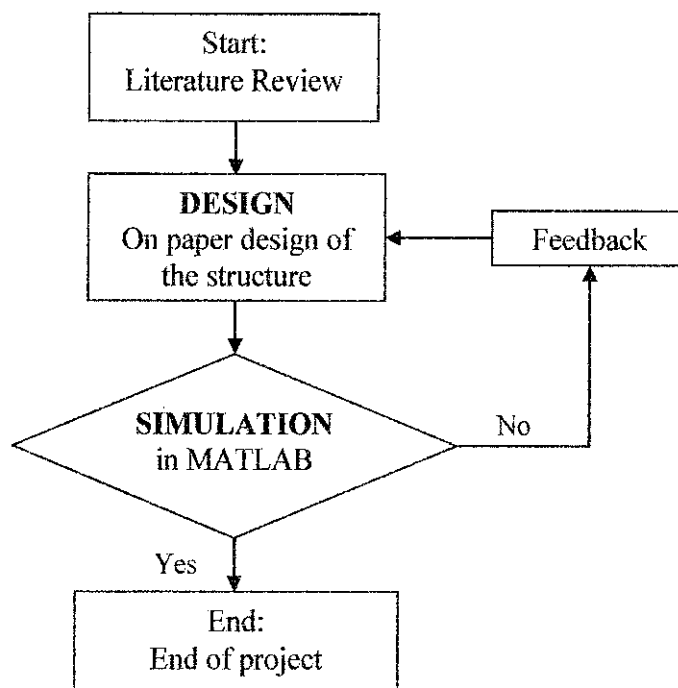 Start:
Literature Review
DESIGN
On paper design of
the structure
Feedback
SIMULATION
in MATLAB
No
Yes
End:
End of project